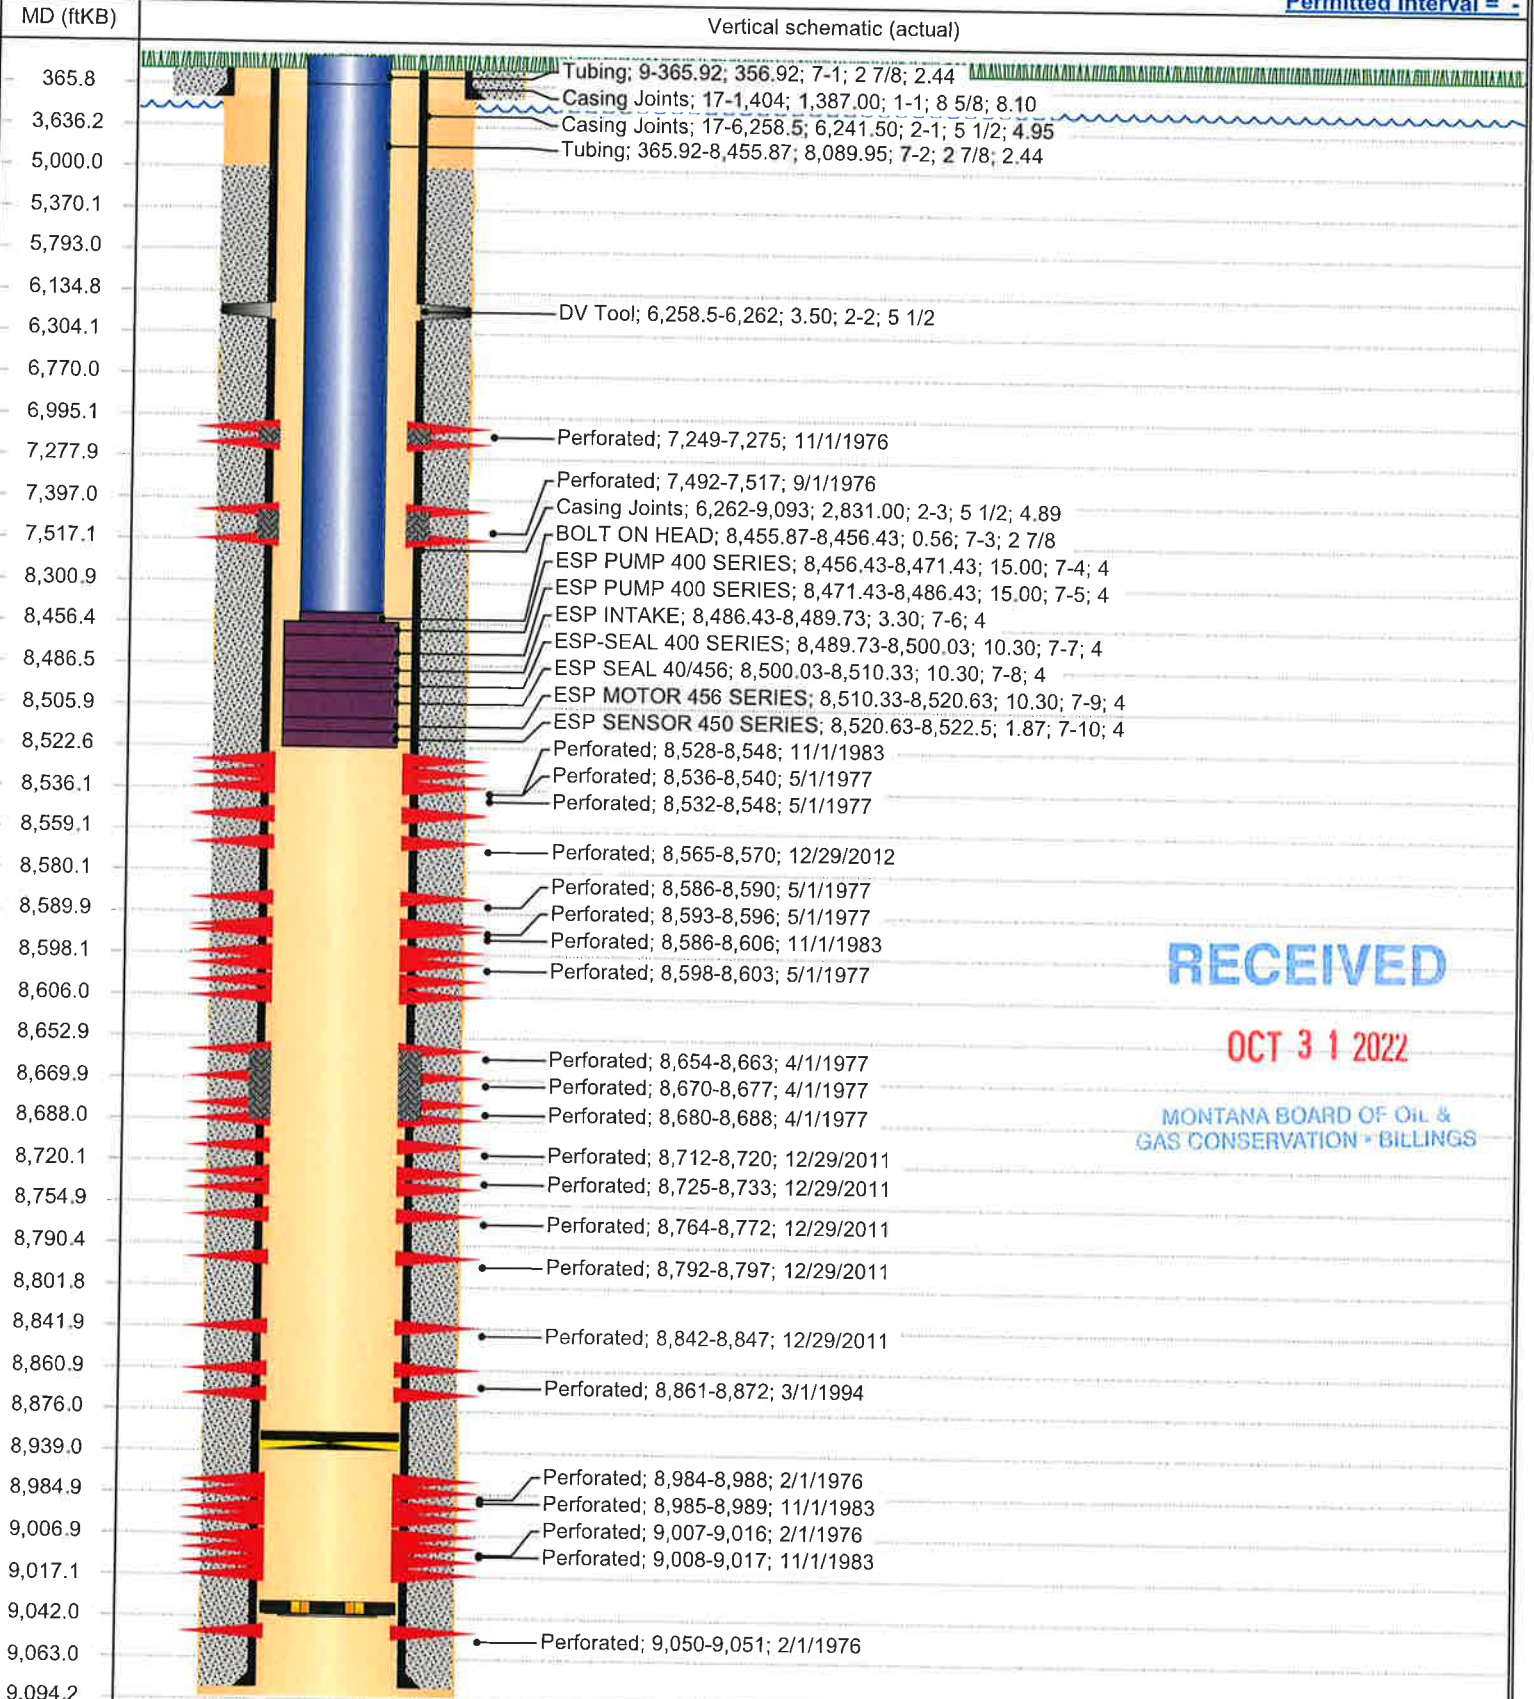 Permitted Interval = -
MD (ftKB)
Vertical schematic (actual)
365.8
3,636.2
5,000.0
5,370.1
5,793.0
6,134.8
6,304.1
6,770.0
6,995.1
7,277.9
7,397.0
7,517.1
8,300.9
8,456.4
8,486.5
8,505.9
8,522.6
8,536.1
8,559.1
8,580.1
8,589.9
8,598.1
8,606.0
8,652.9
8,669.9
8,688.0
8,720.1
8,754.9
8,790.4
8,801.8
8,841.9
8,860.9
8,876.0
8,939.0
8,984.9
9,006.9
9,017.1
9,042.0
9,063.0
9,094.2
Tubing; 9-365.92; 356.92; 7-1; 2 7/8; 2.44
Casing Joints; 17-1,404; 1,387.00; 1-1; 8 5/8; 8.10
Casing Joints; 17-6,258.5; 6,241.50; 2-1; 5 1/2; 4.95
Tubing; 365.92-8,455.87; 8,089.95; 7-2; 2 7/8; 2.44
DV Tool; 6,258.5-6,262; 3.50; 2-2; 5 1/2
Perforated; 7,249-7,275; 11/1/1976
Perforated; 7,492-7,517; 9/1/1976
Casing Joints; 6,262-9,093; 2,831.00; 2-3; 5 1/2; 4.89
BOLT ON HEAD; 8,455.87-8,456.43; 0.56; 7-3; 2 7/8
ESP PUMP 400 SERIES; 8,456.43-8,471.43; 15.00; 7-4; 4
ESP PUMP 400 SERIES; 8,471.43-8,486.43; 15.00; 7-5; 4
ESP INTAKE; 8,486.43-8,489.73; 3.30; 7-6; 4
ESP-SEAL 400 SERIES; 8,489.73-8,500.03; 10.30; 7-7; 4
ESP SEAL 40/456; 8,500.03-8,510.33; 10.30; 7-8; 4
ESP MOTOR 456 SERIES; 8,510.33-8,520.63; 10.30; 7-9; 4
ESP SENSOR 450 SERIES; 8,520.63-8,522.5; 1.87; 7-10; 4
Perforated; 8,528-8,548; 11/1/1983
Perforated; 8,536-8,540; 5/1/1977
Perforated; 8,532-8,548; 5/1/1977
Perforated; 8,565-8,570; 12/29/2012
Perforated; 8,586-8,590; 5/1/1977
Perforated; 8,593-8,596; 5/1/1977
Perforated; 8,586-8,606; 11/1/1983
Perforated; 8,598-8,603; 5/1/1977
Perforated; 8,654-8,663; 4/1/1977
Perforated; 8,670-8,677; 4/1/1977
Perforated; 8,680-8,688; 4/1/1977
Perforated; 8,712-8,720; 12/29/2011
Perforated; 8,725-8,733; 12/29/2011
Perforated; 8,764-8,772; 12/29/2011
Perforated; 8,792-8,797; 12/29/2011
Perforated; 8,842-8,847; 12/29/2011
Perforated; 8,861-8,872; 3/1/1994
Perforated; 8,984-8,988; 2/1/1976
Perforated; 8,985-8,989; 11/1/1983
Perforated; 9,007-9,016; 2/1/1976
Perforated; 9,008-9,017; 11/1/1983
Perforated; 9,050-9,051; 2/1/1976
RECEIVED
OCT 3 1 2022
MONTANA BOARD OF OIL &
GAS CONSERVATION - BILLINGS